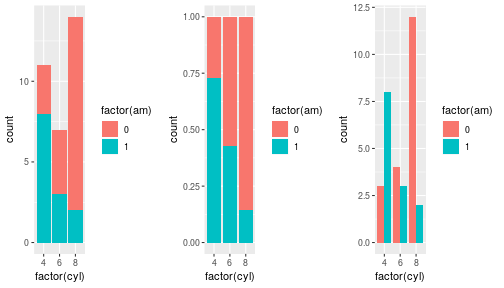 count
10
5
0
4 6 8
factor(cyl)
factor(am)
0
1
count
1.00
0.75
0.50
0.25
0.00
4 6 8
factor(cyl)
factor(am)
0
1
count
12.5
10.0
7.5
5.0
2.5
0.0
4 6 8
factor(cyl)
factor(am)
0
1